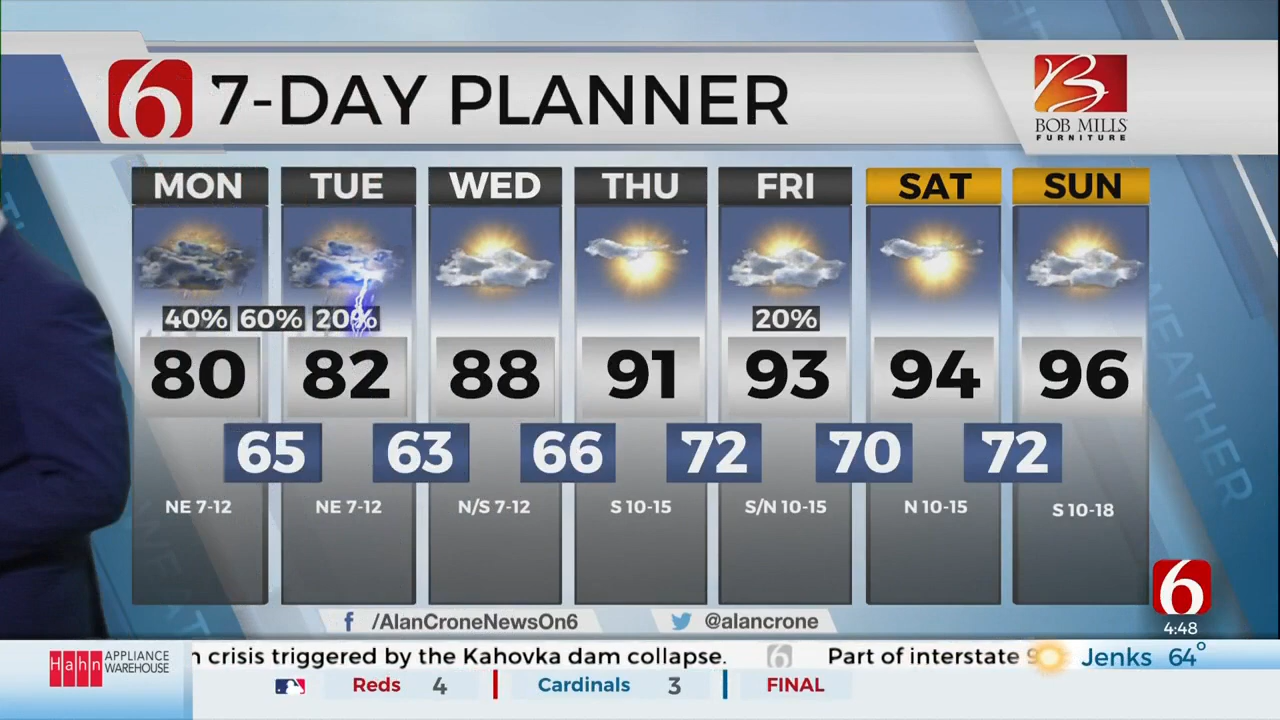 6 7-DAY PLANNER
B
BOB MILLS
FURNITURE
MON TUE WED THU FRI SAT SUN
40% 60% 20% 20%
80 82 88 91 93 94 96
65 63 66 72 70 72
NE 7-12 NE 7-12 N/S 7-12 S 10-15 S/N 10-15 N 10-15 S 10-18
WEATHER
6
f /AlanCroneNewsOn6 @alancrone
4:48
Hahn APPLIANCE
WAREHOUSE
crisis triggered by the Kahovka dam collapse. 6 Part of interstate Jenks 64°
Reds 4 Cardinals 3 FINAL